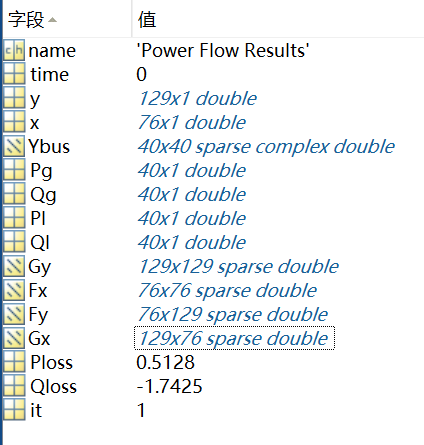 字段 值
name 'Power Flow Results'
time 0
y 129x1 double
x 76x1 double
Ybus 40x40 sparse complex double
Pg 40x1 double
Qg 40x1 double
Pl 40x1 double
Ql 40x1 double
Gy 129x129 sparse double
Fx 76x76 sparse double
Fy 76x129 sparse double
Gx 129x76 sparse double
Ploss 0.5128
Qloss -1.7425
it 1